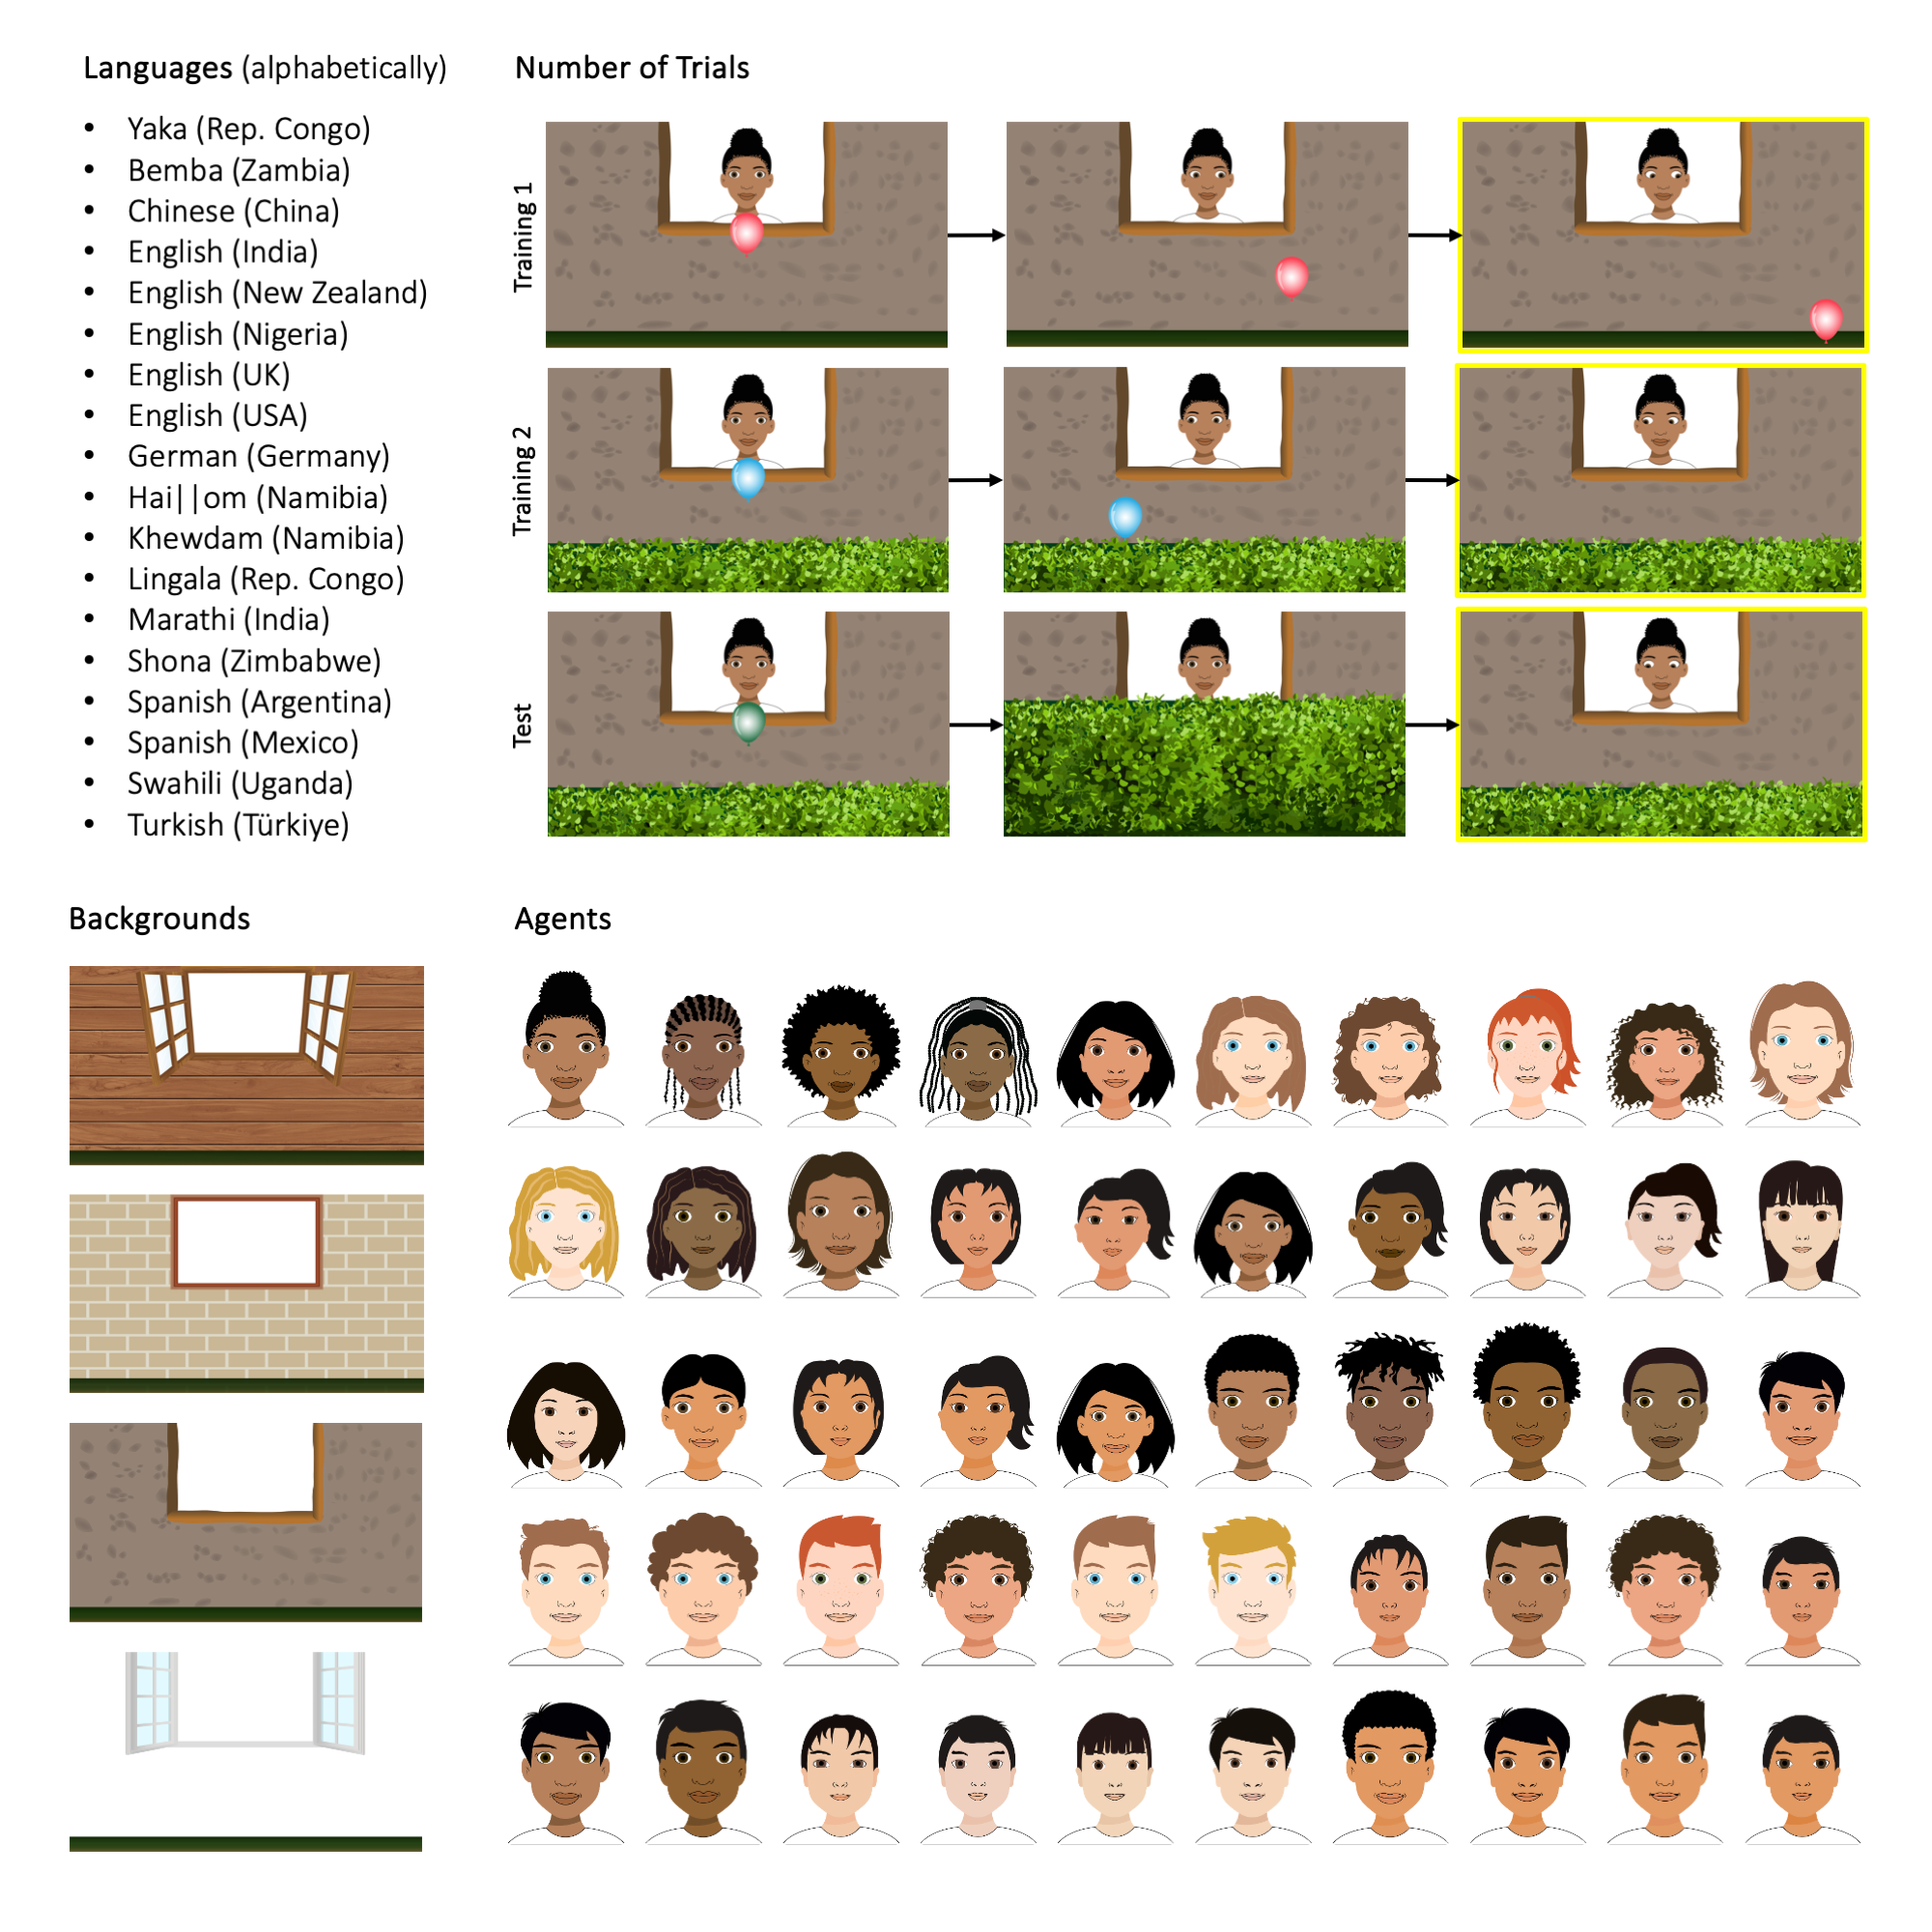 Languages (alphabetically)
• Yaka (Rep. Congo)
• Bemba (Zambia)
• Chinese (China)
• English (India)
• English (New Zealand)
• English (Nigeria)
• English (UK)
• English (USA)
• German (Germany)
• Hai||om (Namibia)
• Khewdam (Namibia)
• Lingala (Rep. Congo)
• Marathi (India)
• Shona (Zimbabwe)
• Spanish (Argentina)
• Spanish (Mexico)
• Swahili (Uganda)
• Turkish (Türkiye)
Number of Trials
Training 1
Training 2
Test
Backgrounds
Agents